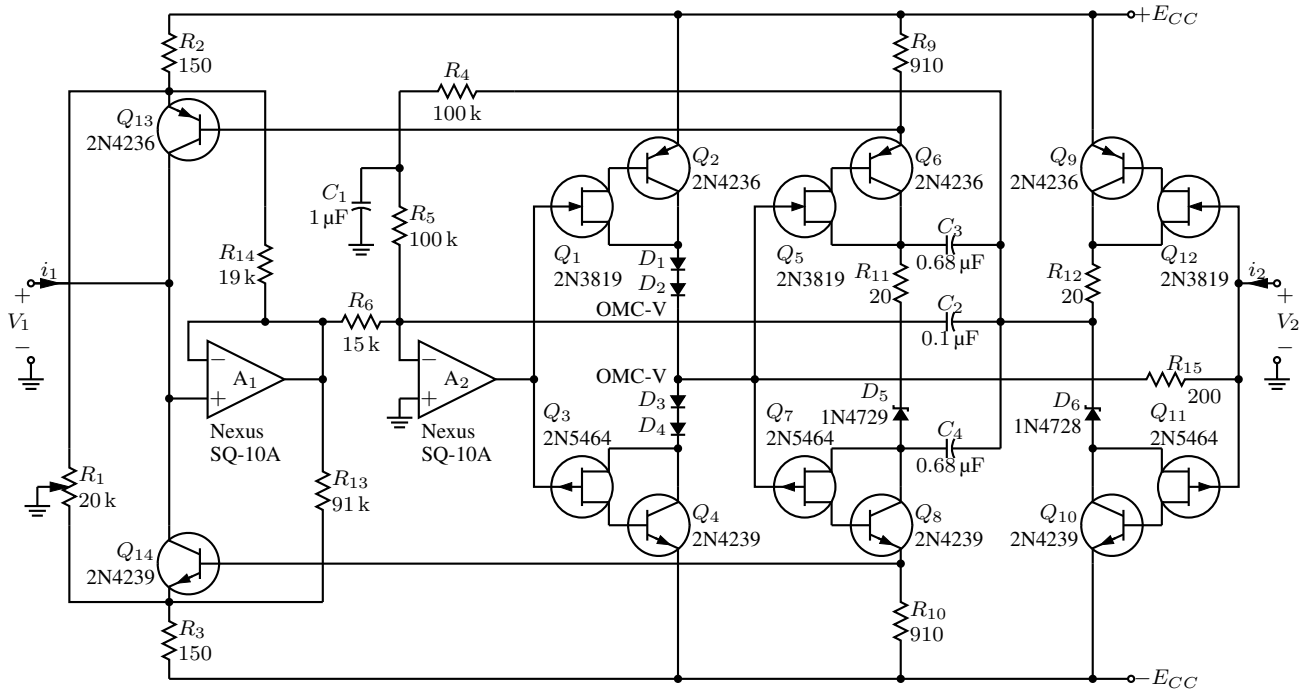 +E_CC
R_2
150
R_9
910
R_4
100 k
Q_13
2N4236
Q_2
2N4236
Q_6
2N4236
Q_9
2N4236
C_1
1 µF
R_5
100 k
Q_1
2N3819
Q_5
2N3819
C_3
0.68 µF
Q_12
2N3819
R_14
19 k
D_1
D_2
OMC-V
R_11
20
R_12
20
i_1
+
V_1
−
i_2
+
V_2
−
R_6
15 k
C_2
0.1 µF
−
A_1
+
Nexus
SQ-10A
−
A_2
+
Nexus
SQ-10A
OMC-V
D_3
D_4
R_15
200
Q_3
2N5464
Q_7
2N5464
D_5
1N4729
D_6
1N4728
Q_11
2N5464
C_4
0.68 µF
R_1
20 k
R_13
91 k
Q_14
2N4239
Q_4
2N4239
Q_8
2N4239
Q_10
2N4239
R_3
150
R_10
910
−E_CC